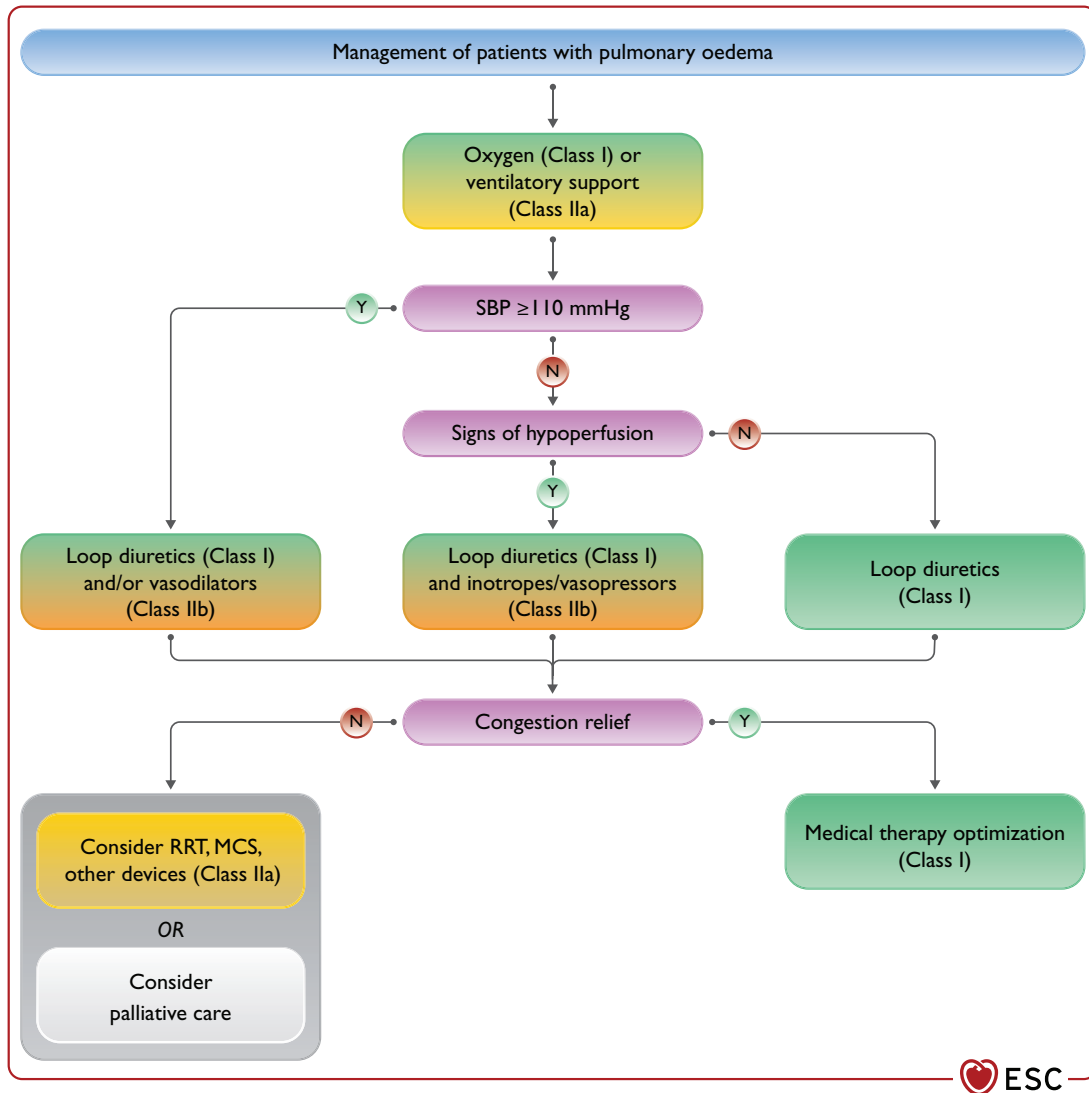 Management of patients with pulmonary oedema
Oxygen (Class I) or
ventilatory support
(Class IIa)
Y
SBP ≥110 mmHg
N
Signs of hypoperfusion
N
Y
Loop diuretics (Class I)
and/or vasodilators
(Class IIb)
Loop diuretics (Class I)
and inotropes/vasopressors
(Class IIb)
Loop diuretics
(Class I)
N
Congestion relief
Y
Consider RRT, MCS,
other devices (Class IIa)
OR
Consider
palliative care
Medical therapy optimization
(Class I)
ESC